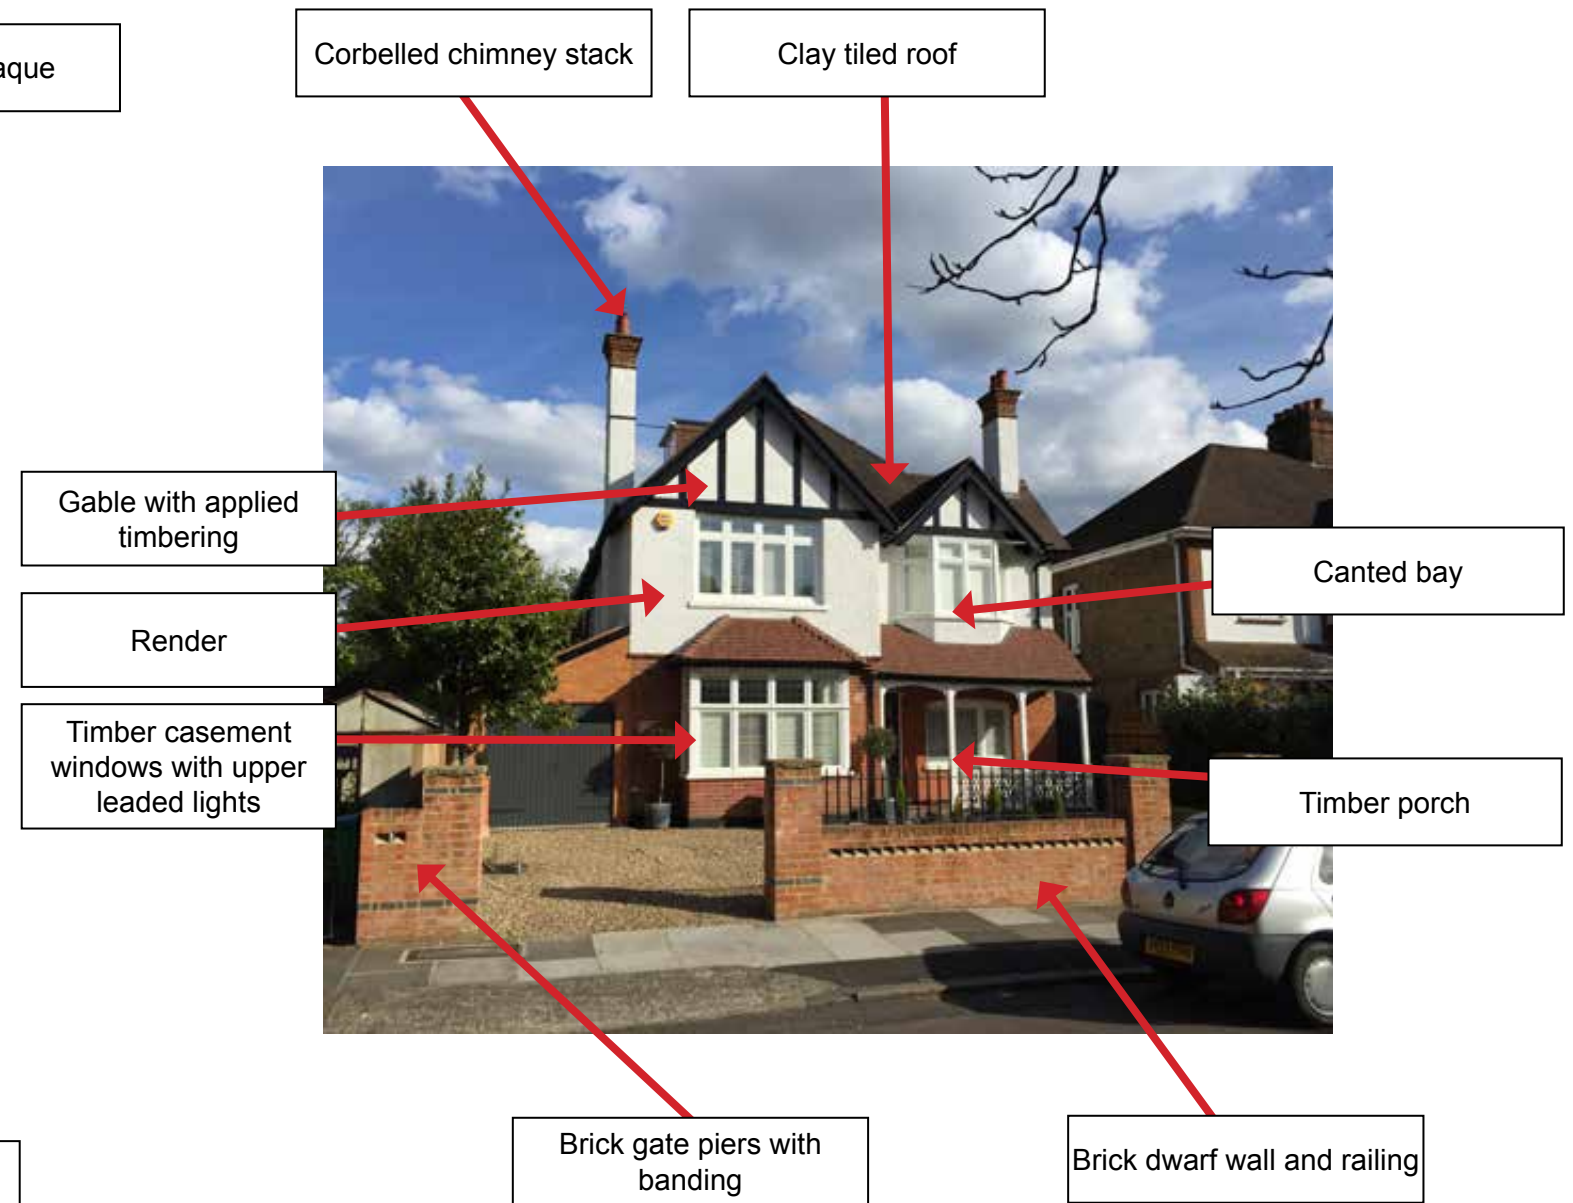 Corbelled chimney stack
Clay tiled roof
Gable with applied
timbering
Render
Timber casement
windows with upper
leaded lights
Canted bay
Timber porch
Brick gate piers with
banding
Brick dwarf wall and railing